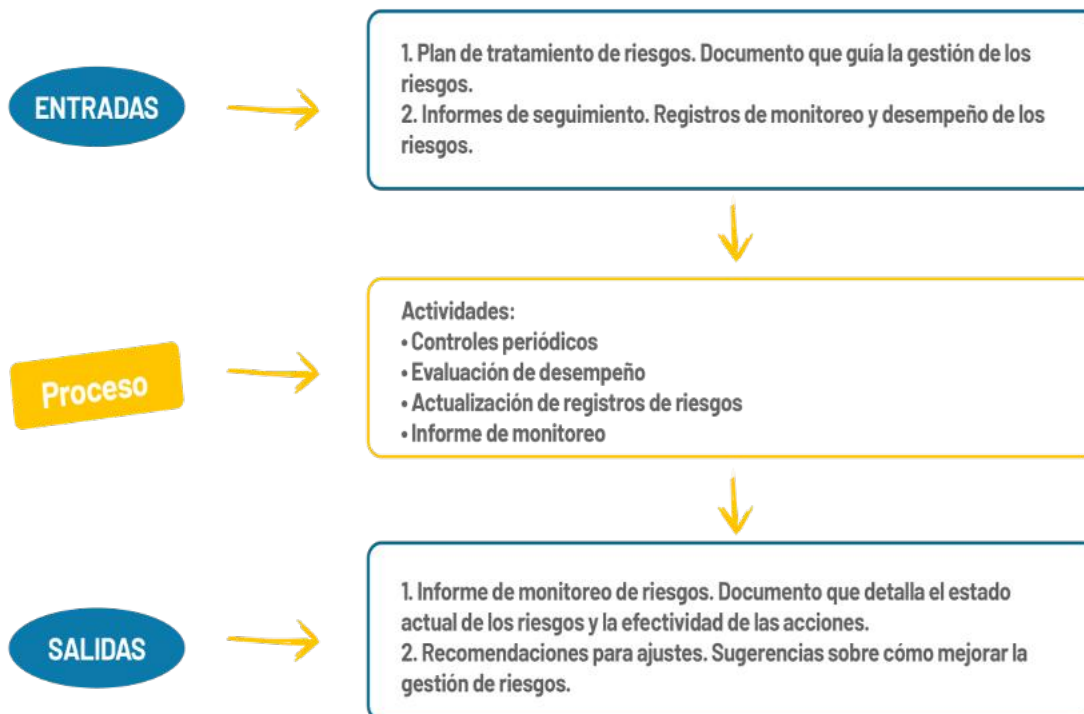 ENTRADAS
1. Plan de tratamiento de riesgos. Documento que guía la gestión de los
riesgos.
2. Informes de seguimiento. Registros de monitoreo y desempeño de los
riesgos.
Proceso
Actividades:
• Controles periódicos
• Evaluación de desempeño
• Actualización de registros de riesgos
• Informe de monitoreo
SALIDAS
1. Informe de monitoreo de riesgos. Documento que detalla el estado
actual de los riesgos y la efectividad de las acciones.
2. Recomendaciones para ajustes. Sugerencias sobre cómo mejorar la
gestión de riesgos.